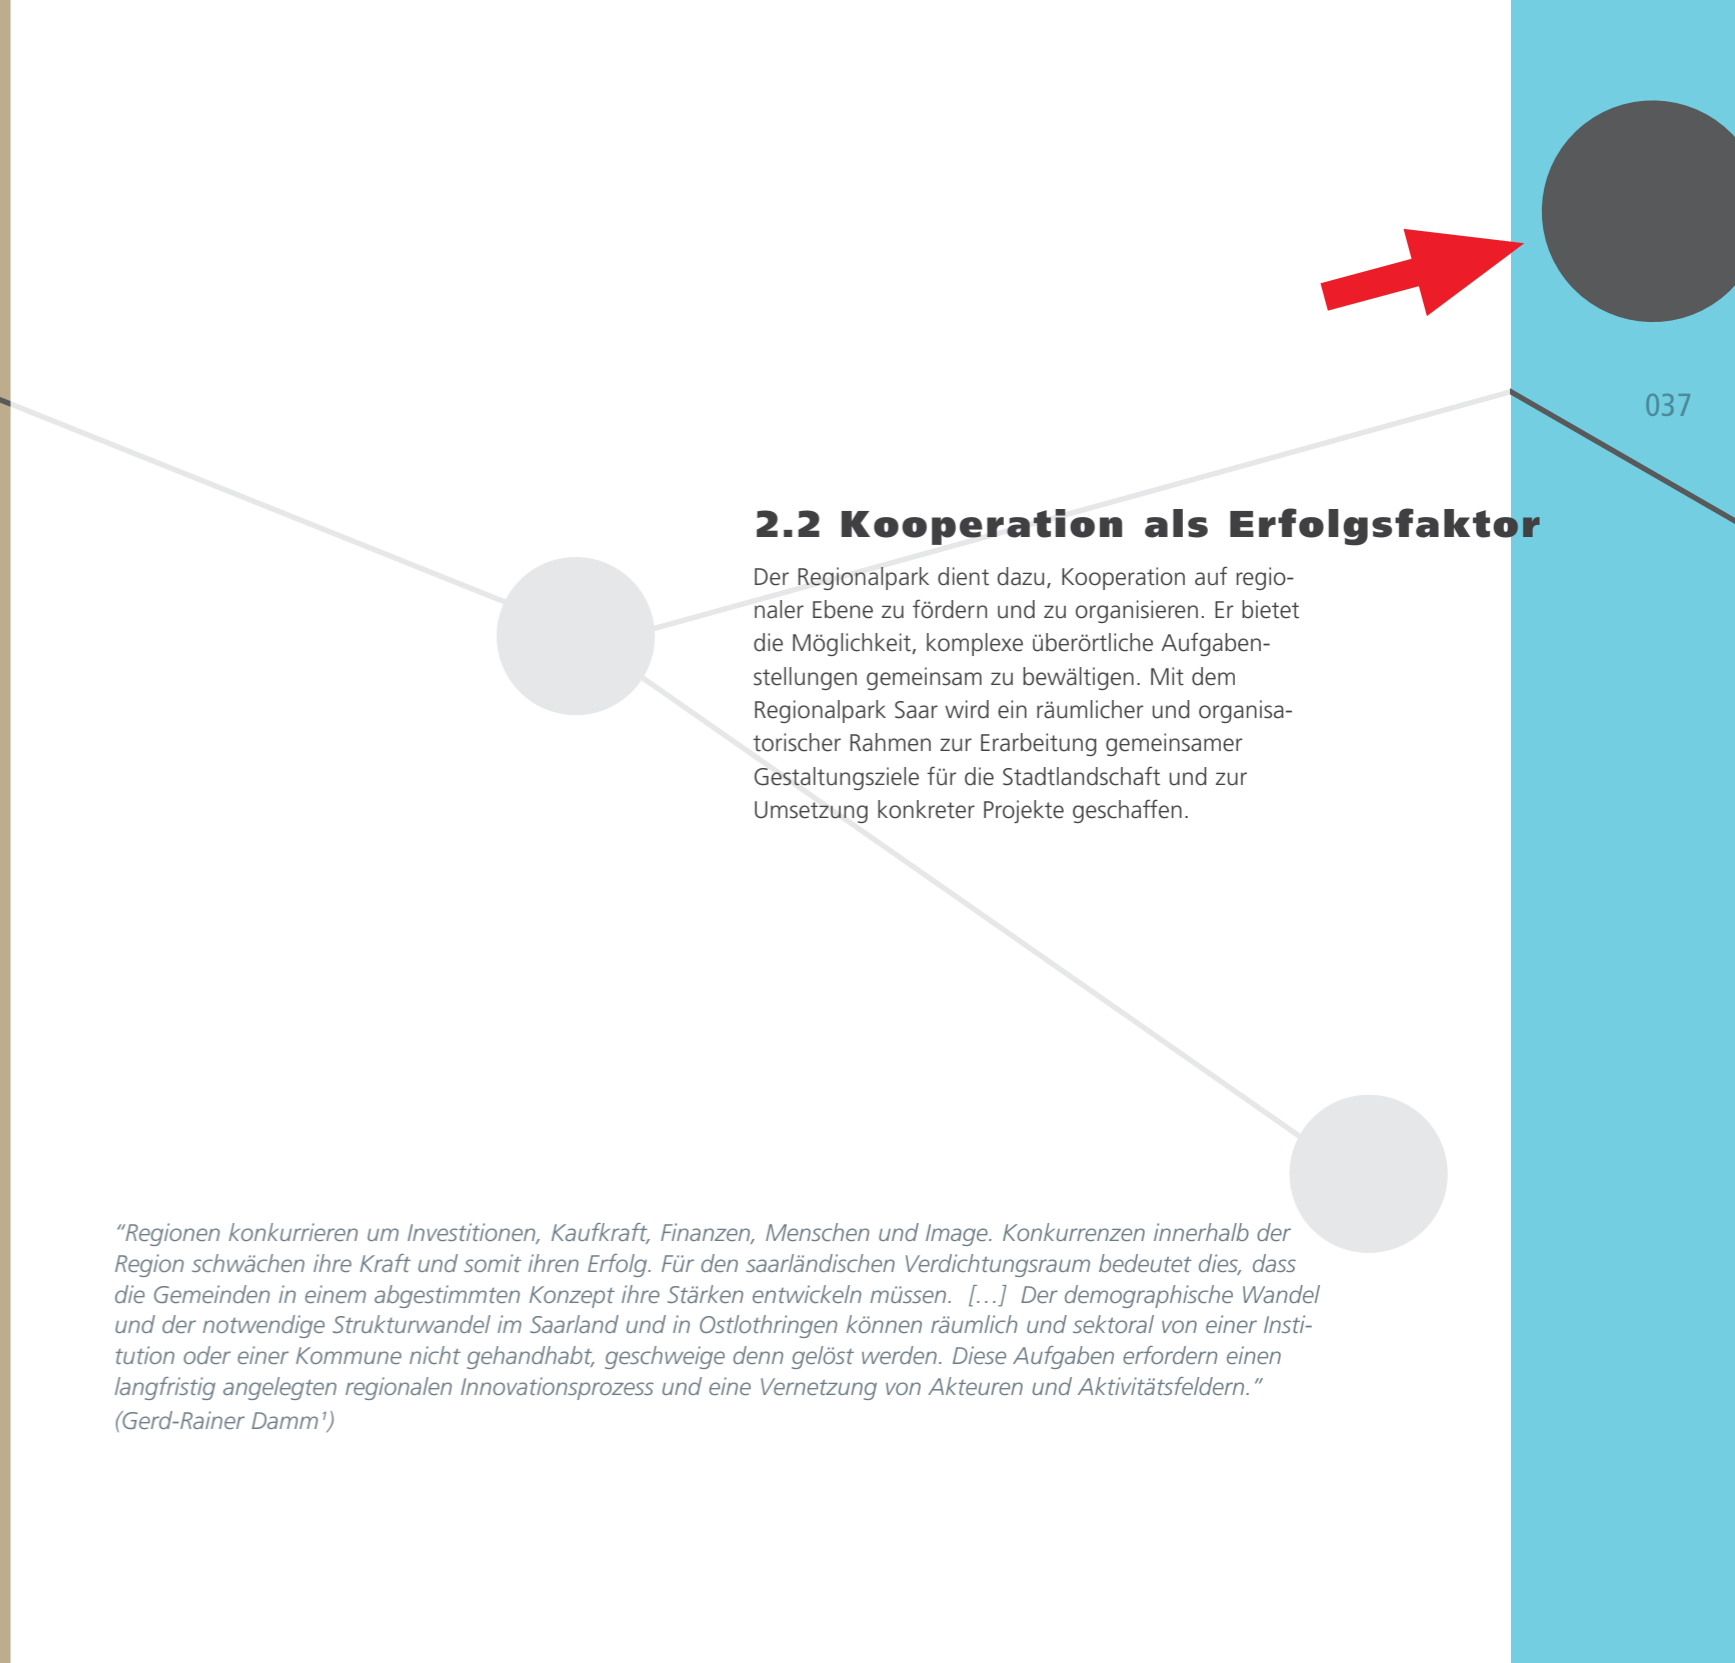 037
2.2 Kooperation als Erfolgsfaktor
Der Regionalpark dient dazu, Kooperation auf regio-
naler Ebene zu fördern und zu organisieren. Er bietet
die Möglichkeit, komplexe überörtliche Aufgaben-
stellungen gemeinsam zu bewältigen. Mit dem
Regionalpark Saar wird ein räumlicher und organisa-
torischer Rahmen zur Erarbeitung gemeinsamer
Gestaltungsziele für die Stadtlandschaft und zur
Umsetzung konkreter Projekte geschaffen.
“Regionen konkurrieren um Investitionen, Kaufkraft, Finanzen, Menschen und Image. Konkurrenzen innerhalb der
Region schwächen ihre Kraft und somit ihren Erfolg. Für den saarländischen Verdichtungsraum bedeutet dies, dass
die Gemeinden in einem abgestimmten Konzept ihre Stärken entwickeln müssen. […] Der demographische Wandel
und der notwendige Strukturwandel im Saarland und in Ostlothringen können räumlich und sektoral von einer Insti-
tution oder einer Kommune nicht gehandhabt, geschweige denn gelöst werden. Diese Aufgaben erfordern einen
langfristig angelegten regionalen Innovationsprozess und eine Vernetzung von Akteuren und Aktivitätsfeldern.”
(Gerd-Rainer Damm¹)